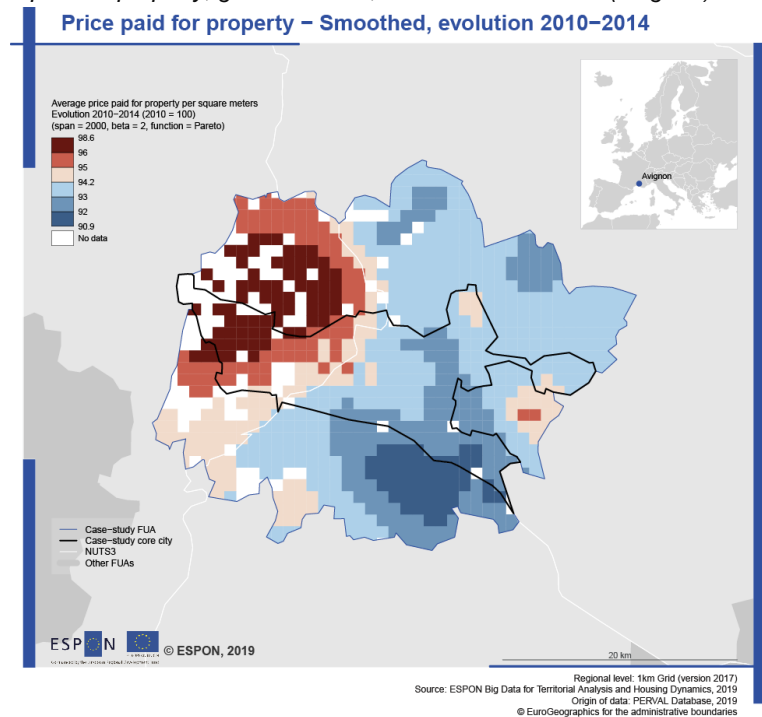 Price paid for property − Smoothed, evolution 2010−2014
Average price paid for property per square meters
Evolution 2010−2014 (2010 = 100)
(span = 2000, beta = 2, function = Pareto)
98.6
96
95
94.2
93
92
90.9
No data
Avignon
Case−study FUA
Case−study core city
NUTS3
Other FUAs
ESPON
© ESPON, 2019
20 km
Regional level: 1km Grid (version 2017)
Source: ESPON Big Data for Territorial Analysis and Housing Dynamics, 2019
Origin of data: PERVAL Database, 2019
© EuroGeographics for the administrative boundaries